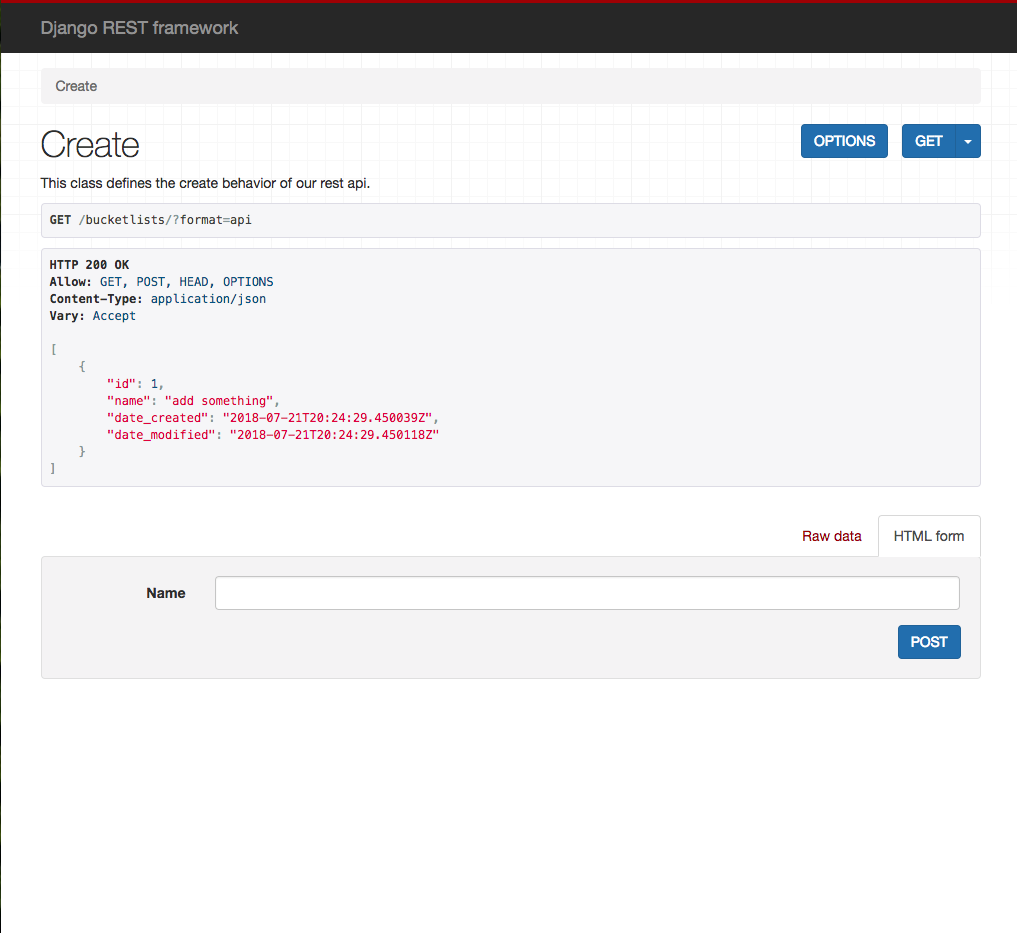 Django REST framework
Create
Create
OPTIONS
GET
This class defines the create behavior of our rest api.
GET /bucketlists/?format=api
HTTP 200 OK
Allow: GET, POST, HEAD, OPTIONS
Content-Type: application/json
Vary: Accept
[
    {
        "id": 1,
        "name": "add something",
        "date_created": "2018-07-21T20:24:29.450039Z",
        "date_modified": "2018-07-21T20:24:29.450118Z"
    }
]
Raw data
HTML form
Name
POST